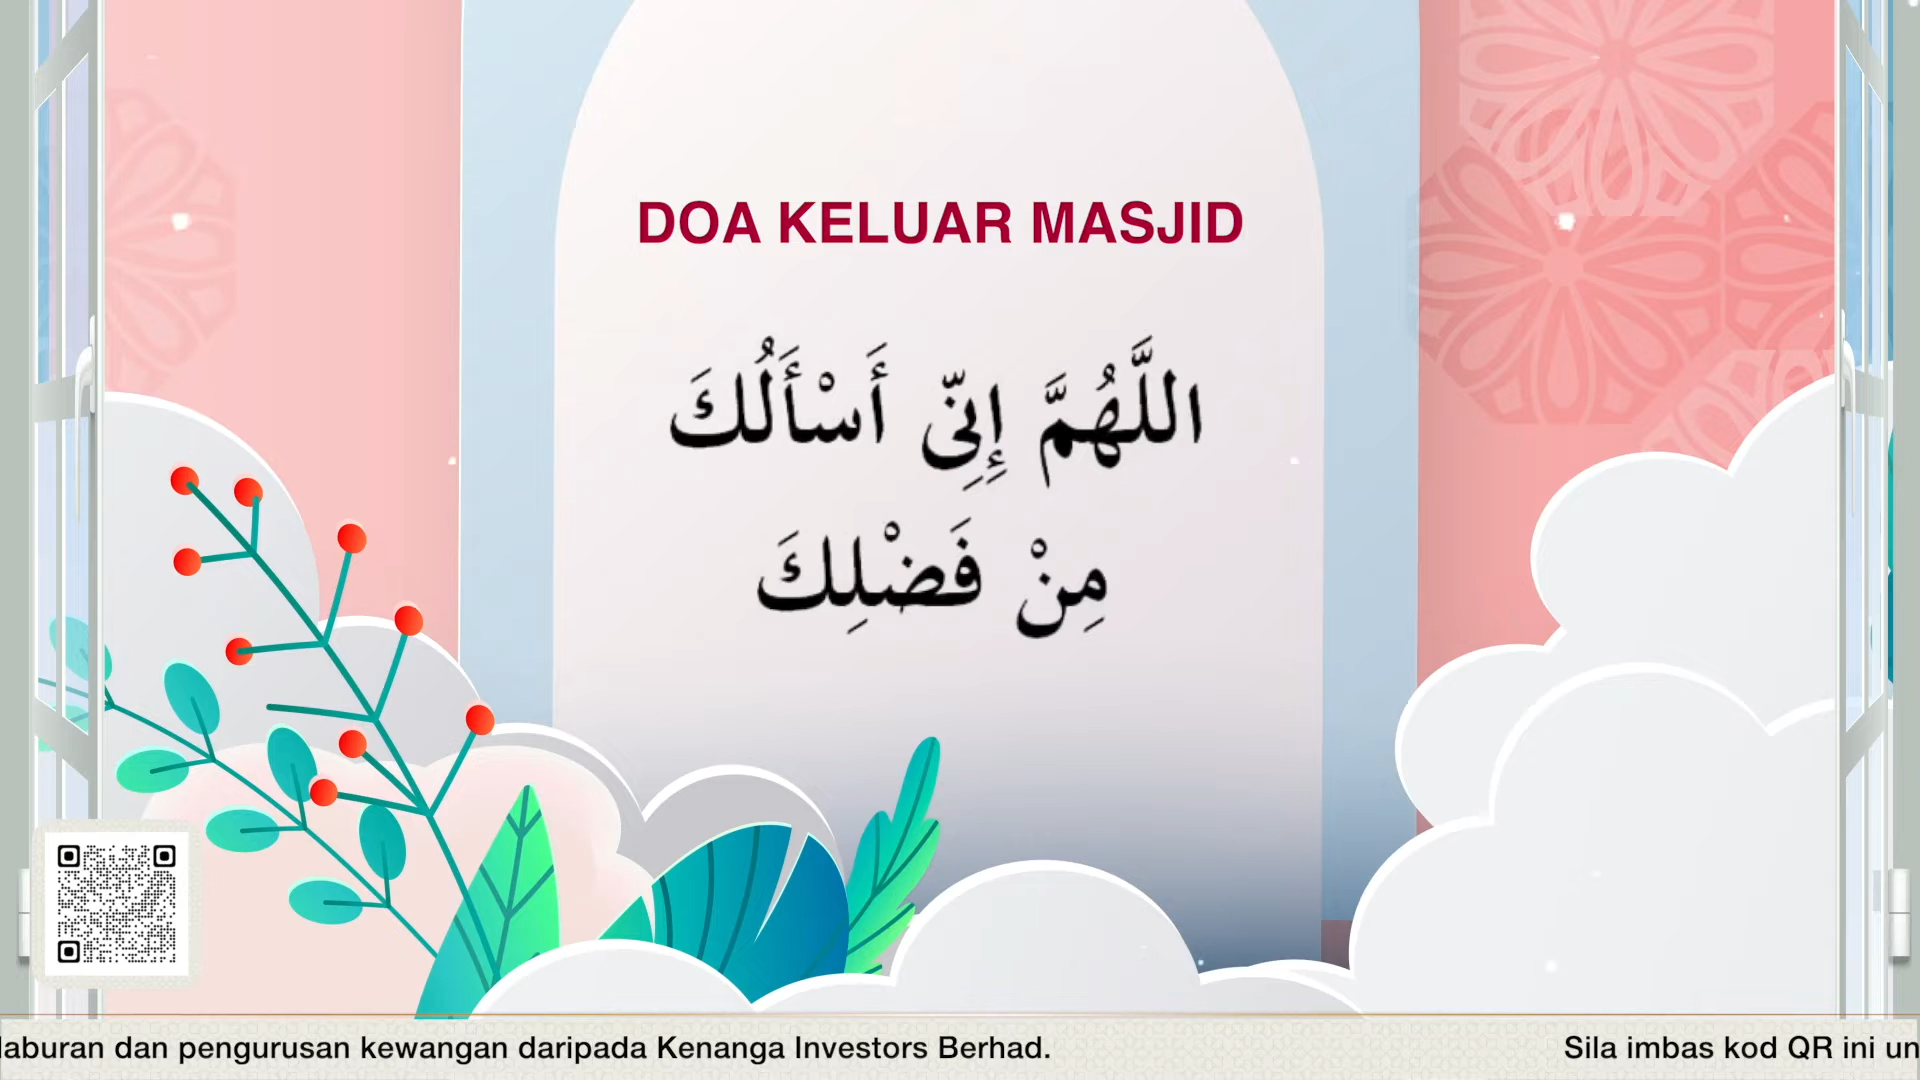 DOA KELUAR MASJID
اللَّهُمَّ إِنِّى أَسْأَلُكَ
مِنْ فَضْلِكَ
laburan dan pengurusan kewangan daripada Kenanga Investors Berhad.
Sila imbas kod QR ini un